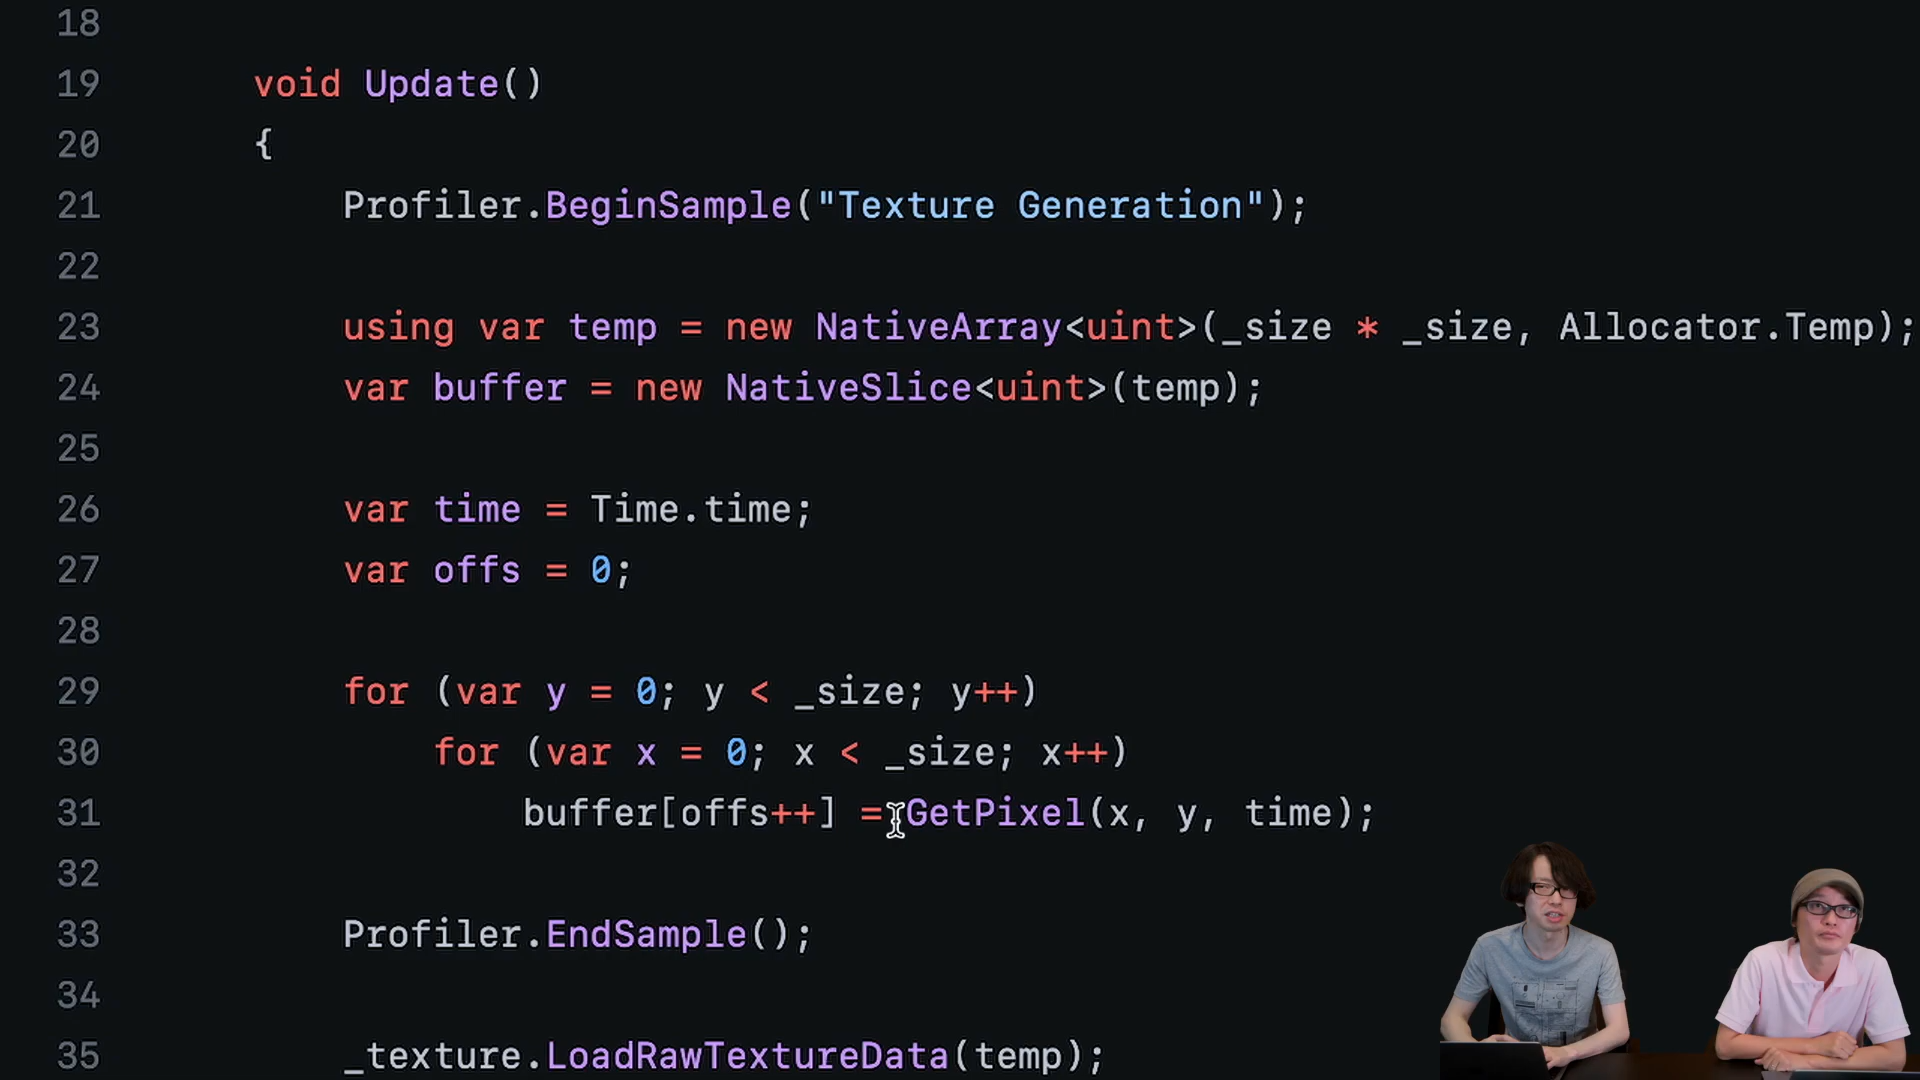 18
19 void Update()
20 {
21 Profiler.BeginSample("Texture Generation");
22
23 using var temp = new NativeArray<uint>(_size * _size, Allocator.Temp);
24 var buffer = new NativeSlice<uint>(temp);
25
26 var time = Time.time;
27 var offs = 0;
28
29 for (var y = 0; y < _size; y++)
30 for (var x = 0; x < _size; x++)
31 buffer[offs++] = GetPixel(x, y, time);
32
33 Profiler.EndSample();
34
35 _texture.LoadRawTextureData(temp);